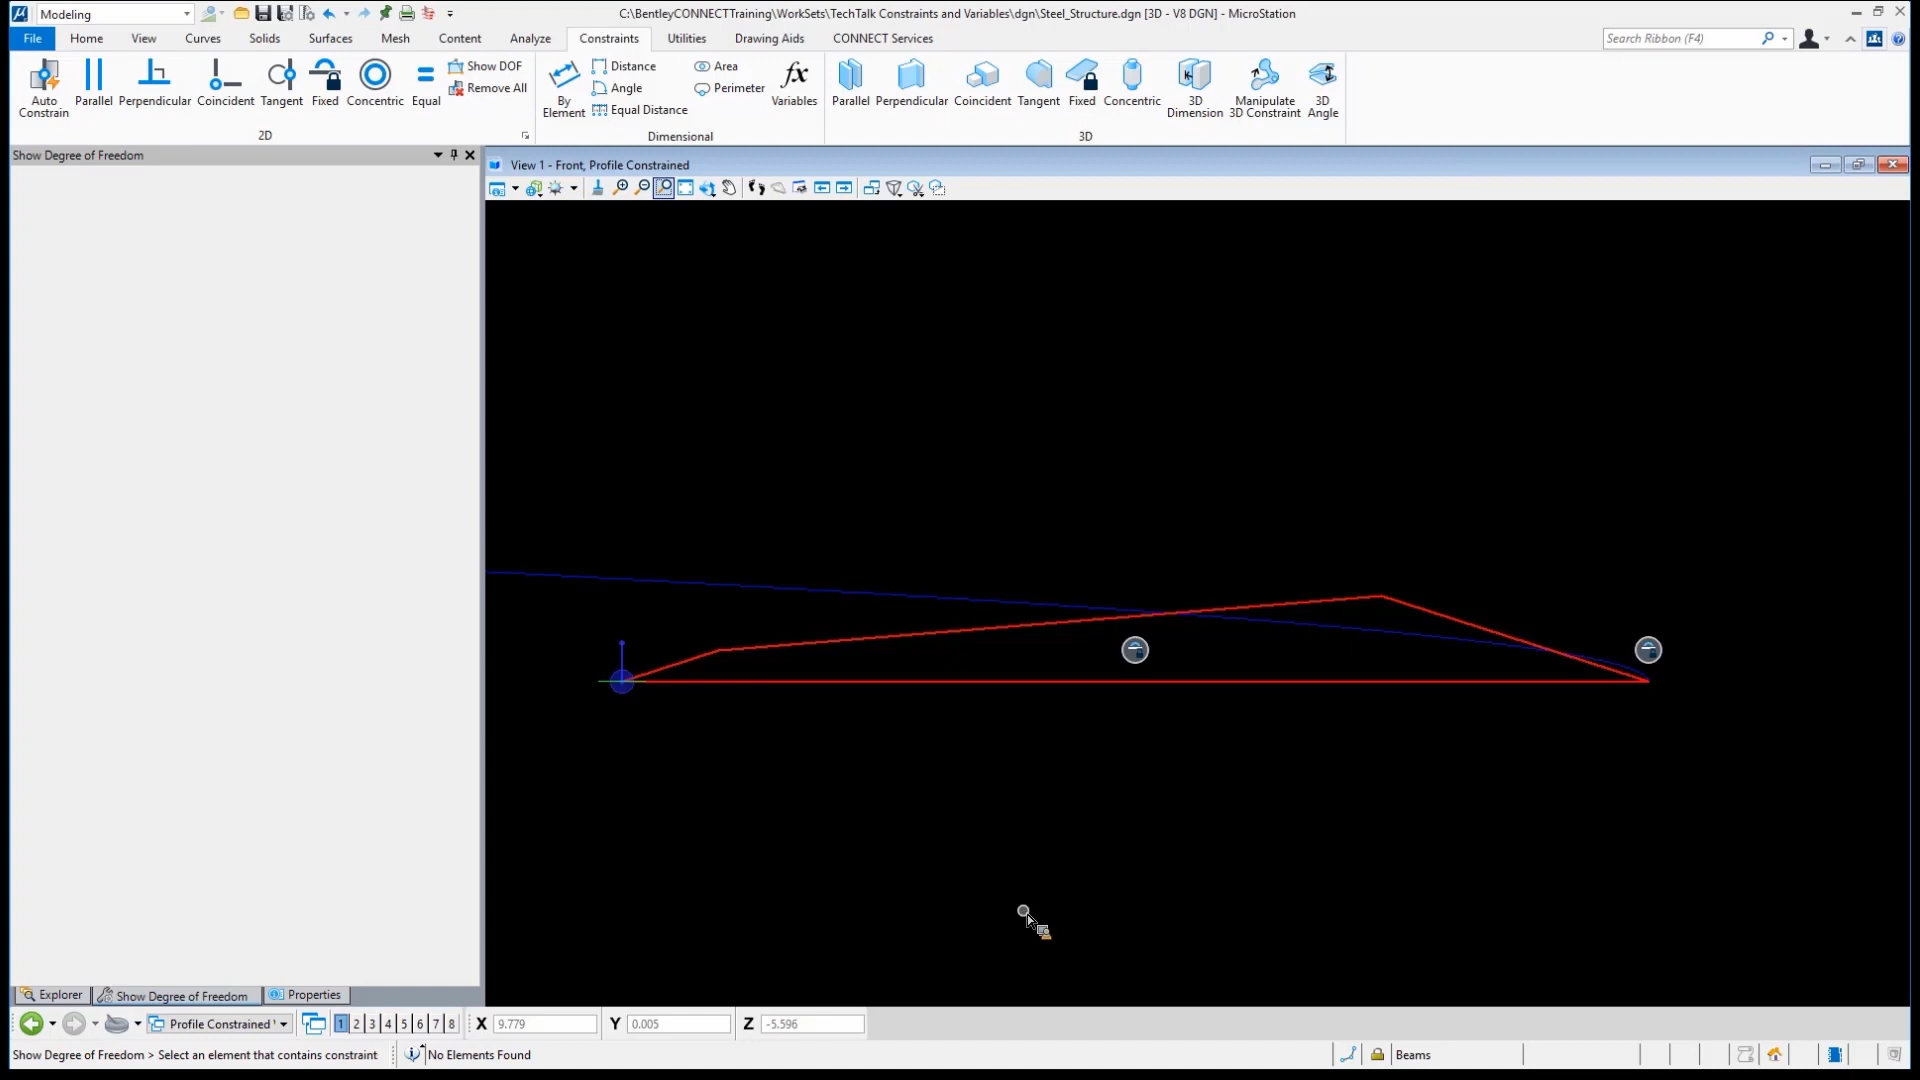 Modeling
C:\BentleyCONNECTTraining\WorkSets\TechTalk Constraints and Variables\dgn\Steel_Structure.dgn [3D - V8 DGN] - MicroStation
File Home View Curves Solids Surfaces Mesh Content Analyze Constraints Utilities Drawing Aids CONNECT Services
Search Ribbon (F4)
Auto Constrain
Parallel
Perpendicular
Coincident
Tangent
Fixed
Concentric
Equal
Show DOF
Remove All
2D
By Element
Distance
Angle
Equal Distance
Area
Perimeter
fx
Variables
Dimensional
Parallel
Perpendicular
Coincident
Tangent
Fixed
Concentric
3D Dimension
Manipulate 3D Constraint
3D Angle
3D
Show Degree of Freedom
View 1 - Front, Profile Constrained
Explorer
Show Degree of Freedom
Properties
Profile Constrained
1 2 3 4 5 6 7 8
X 9.779
Y 0.005
Z -5.596
Show Degree of Freedom > Select an element that contains constraint
No Elements Found
Beams